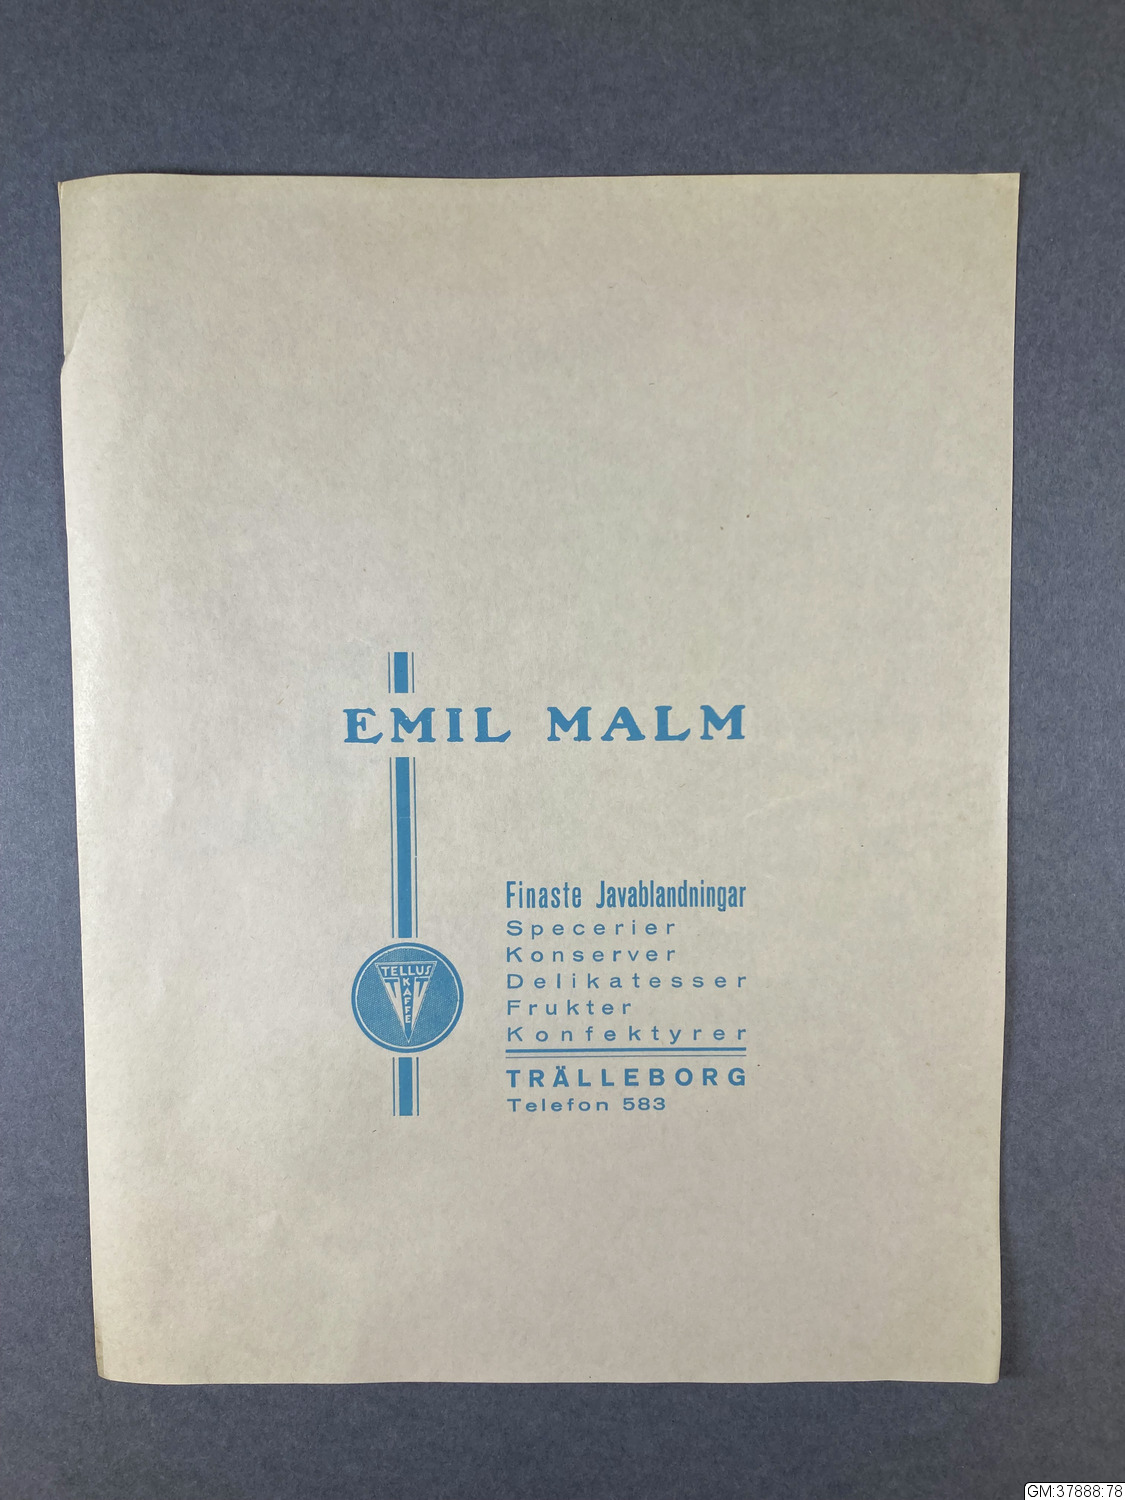 EMIL MALM
Finaste Javablandningar
Specerier
Konserver
Delikatesser
Frukter
Konfektyrer
TELLUS
KAFFE
TRÄLLEBORG
Telefon 583
GM:37888:78